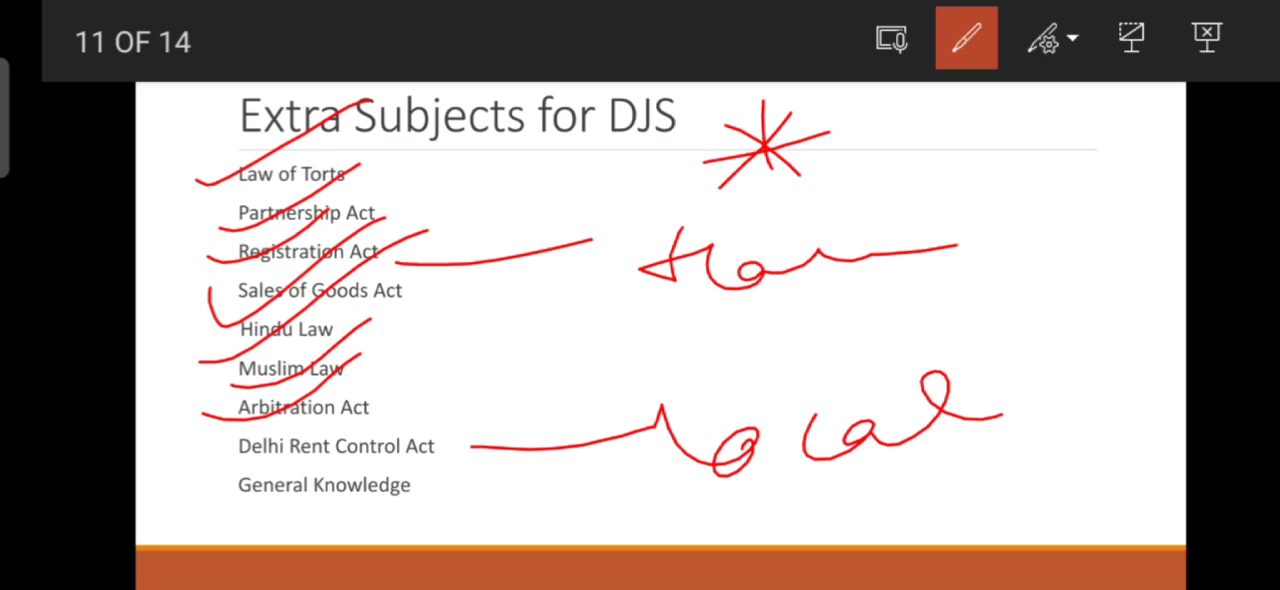 11 OF 14
Extra Subjects for DJS
Law of Torts
Partnership Act
Registration Act
Sales of Goods Act
Hindu Law
Muslim Law
Arbitration Act
Delhi Rent Control Act
local
General Knowledge